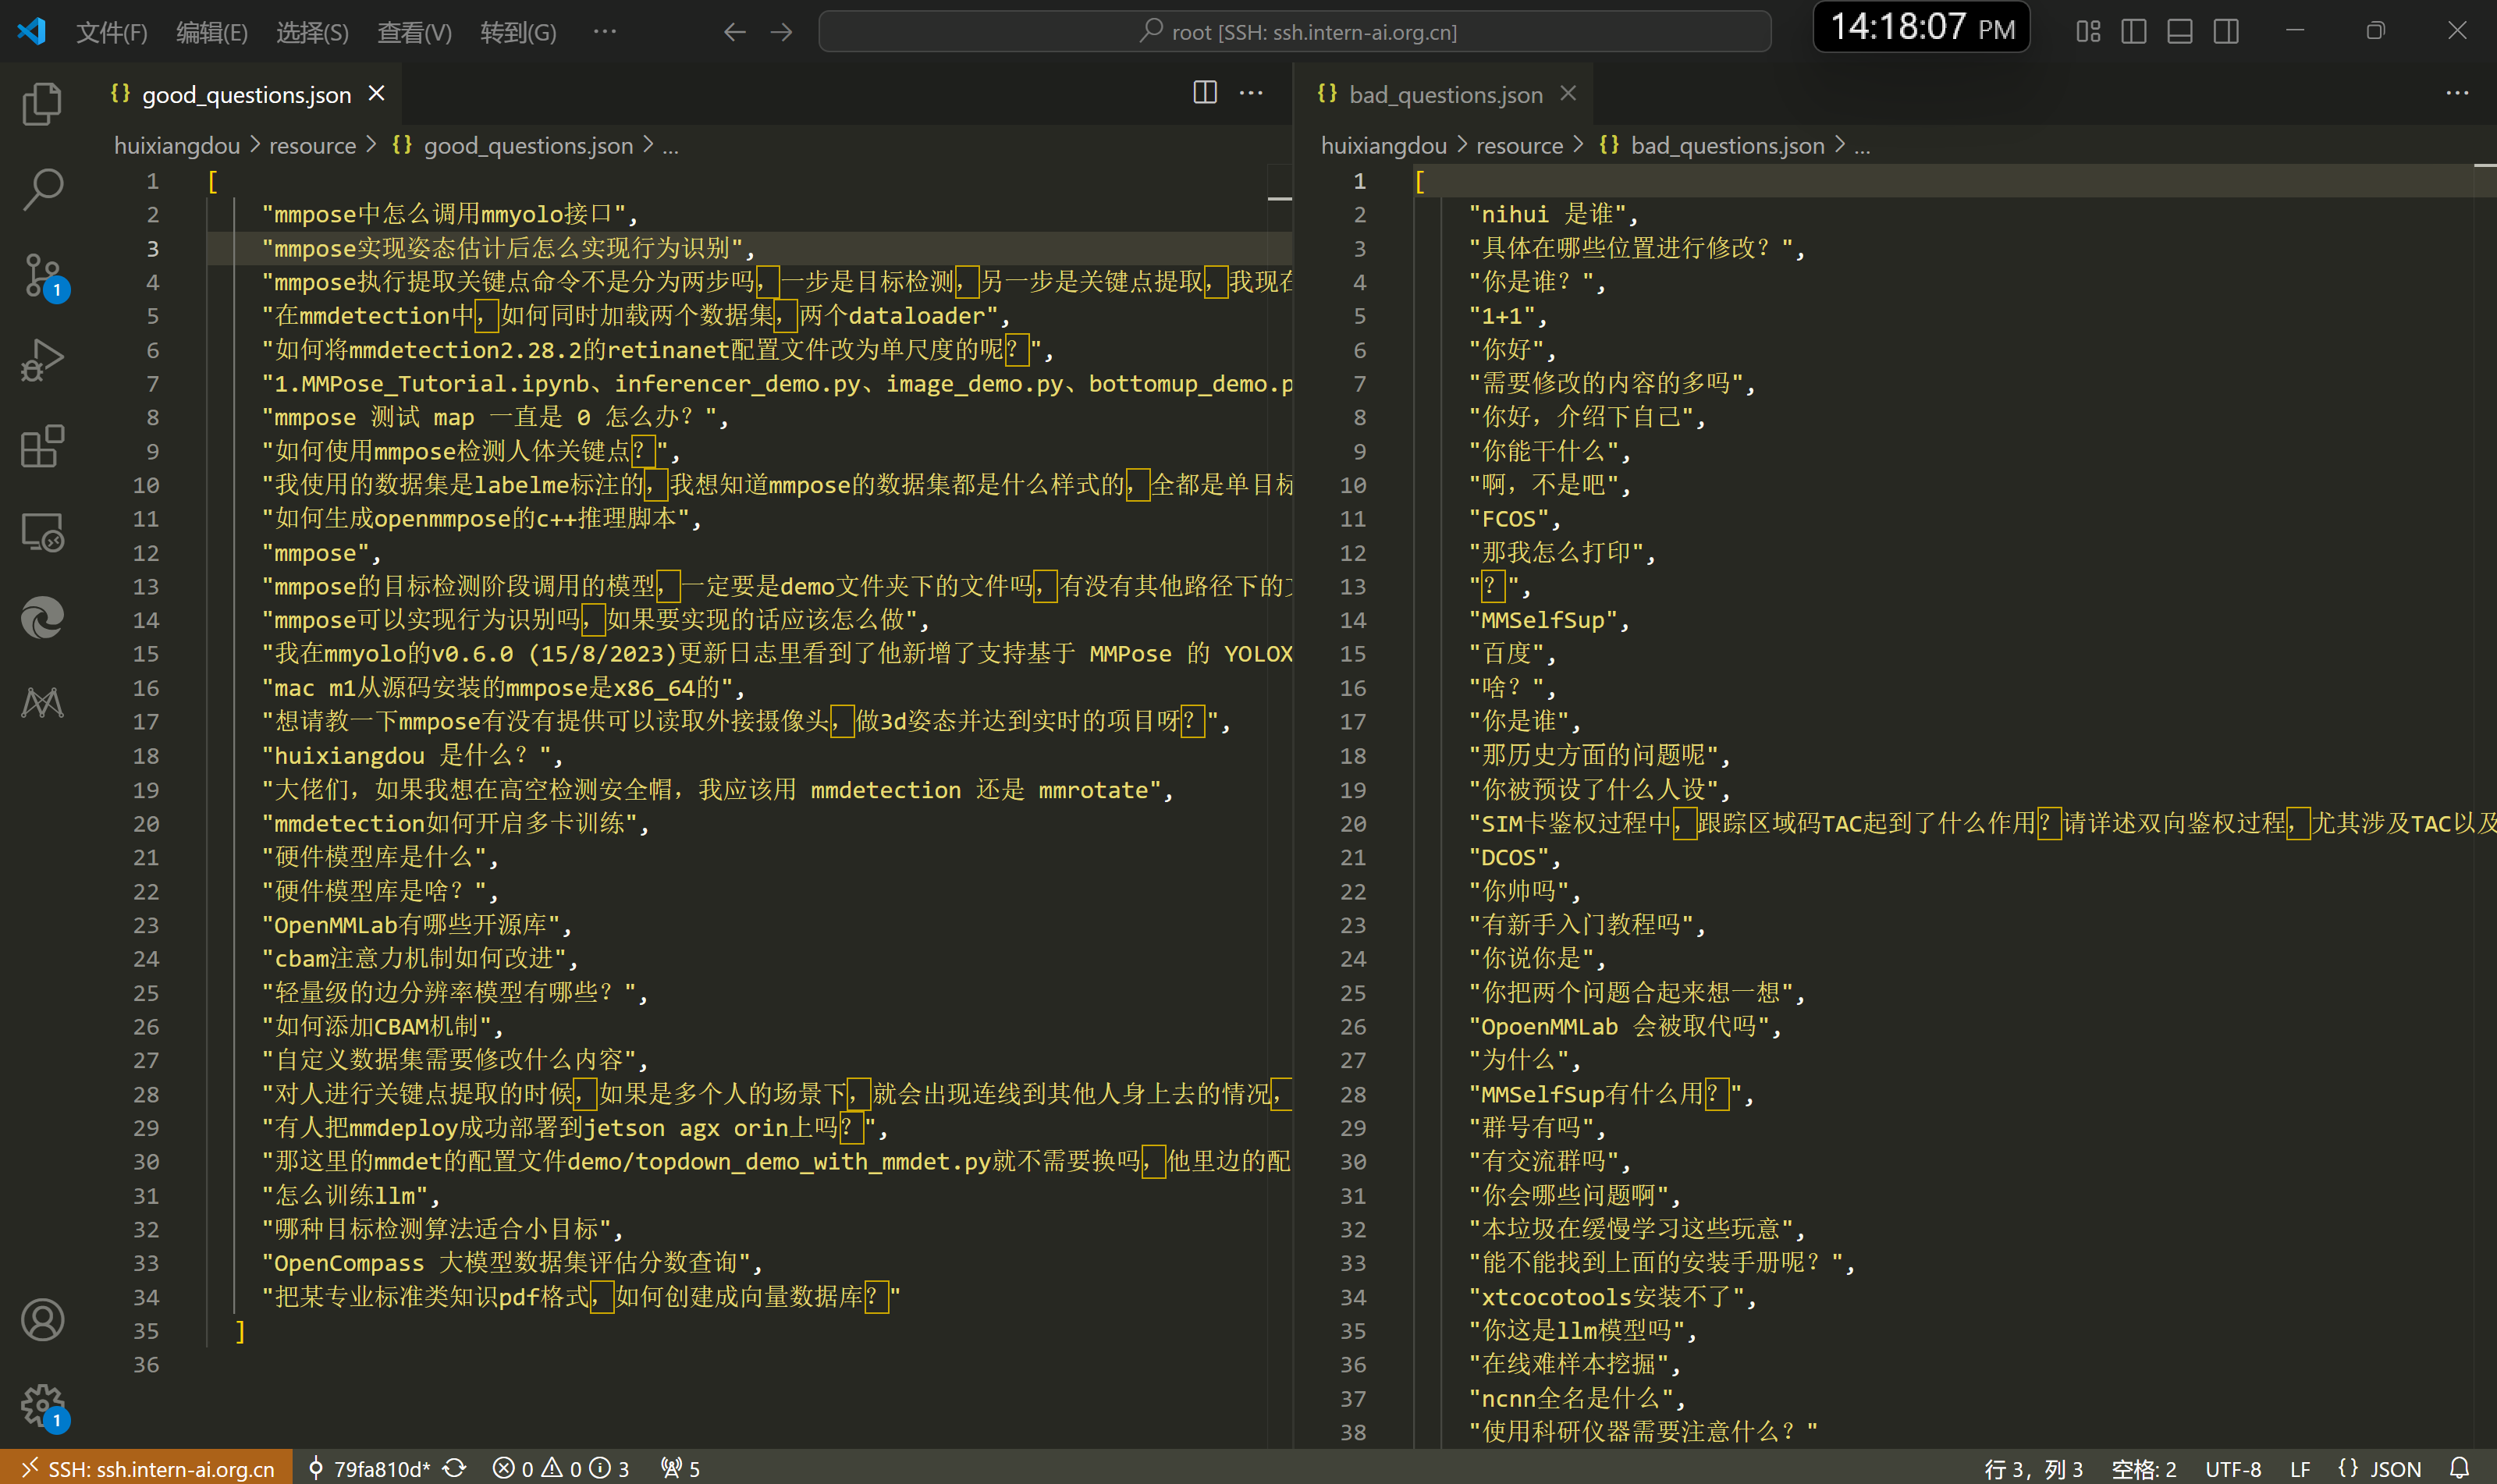 文件(F) 编辑(E) 选择(S) 查看(V) 转到(G) ··· root [SSH: ssh.intern-ai.org.cn] 14:18:07 PM
good_questions.json
huixiangdou > resource > {} good_questions.json > ...
1 [
2 "mmpose中怎么调用mmyolo接口",
3 "mmpose实现姿态估计后怎么实现行为识别",
4 "mmpose执行提取关键点命令不是分为两步吗，一步是目标检测，另一步是关键点提取，我现在
5 "在mmdetection中，如何同时加载两个数据集，两个dataloader",
6 "如何将mmdetection2.28.2的retinanet配置文件改为单尺度的呢？",
7 "1.MMPose_Tutorial.ipynb、inferencer_demo.py、image_demo.py、bottomup_demo.p
8 "mmpose 测试 map 一直是 0 怎么办？",
9 "如何使用mmpose检测人体关键点？",
10 "我使用的数据集是labelme标注的，我想知道mmpose的数据集都是什么样式的，全都是单目标
11 "如何生成openmmpose的c++推理脚本",
12 "mmpose",
13 "mmpose的目标检测阶段调用的模型，一定要是demo文件夹下的文件吗，有没有其他路径下的
14 "mmpose可以实现行为识别吗，如果要实现的话应该怎么做",
15 "我在mmyolo的v0.6.0 (15/8/2023)更新日志里看到了他新增了支持基于 MMPose 的 YOLOX
16 "mac m1从源码安装的mmpose是x86_64的",
17 "想请教一下mmpose有没有提供可以读取外接摄像头，做3d姿态并达到实时的项目呀？",
18 "huixiangdou 是什么？",
19 "大佬们，如果我想在高空检测安全帽，我应该用 mmdetection 还是 mmrotate",
20 "mmdetection如何开启多卡训练",
21 "硬件模型库是什么",
22 "硬件模型库是啥？",
23 "OpenMMLab有哪些开源库",
24 "cbam注意力机制如何改进",
25 "轻量级的边分辨率模型有哪些？",
26 "如何添加CBAM机制",
27 "自定义数据集需要修改什么内容",
28 "对人进行关键点提取的时候，如果是多个人的场景下，就会出现连线到其他人身上去的情况，
29 "有人把mmdeploy成功部署到jetson agx orin上吗？",
30 "那这里的mmdet的配置文件demo/topdown_demo_with_mmdet.py就不需要换吗，他里边的配
31 "怎么训练llm",
32 "哪种目标检测算法适合小目标",
33 "OpenCompass 大模型数据集评估分数查询",
34 "把某专业标准类知识pdf格式，如何创建成向量数据库？"
35 ]
36
bad_questions.json
huixiangdou > resource > {} bad_questions.json > ...
1 [
2 "nihui 是谁",
3 "具体在哪些位置进行修改？",
4 "你是谁？",
5 "1+1",
6 "你好",
7 "需要修改的内容的多吗",
8 "你好，介绍下自己",
9 "你能干什么",
10 "啊，不是吧",
11 "FCOS",
12 "那我怎么打印",
13 "？",
14 "MMSelfSup",
15 "百度",
16 "啥？",
17 "你是谁",
18 "那历史方面的问题呢",
19 "你被预设了什么人设",
20 "SIM卡鉴权过程中，跟踪区域码TAC起到了什么作用？请详述双向鉴权过程，尤其涉及TAC以及
21 "DCOS",
22 "你帅吗",
23 "有新手入门教程吗",
24 "你说你是",
25 "你把两个问题合起来想一想",
26 "OpoenMMLab 会被取代吗",
27 "为什么",
28 "MMSelfSup有什么用？",
29 "群号有吗",
30 "有交流群吗",
31 "你会哪些问题啊",
32 "本垃圾在缓慢学习这些玩意",
33 "能不能找到上面的安装手册呢？",
34 "xtcocotools安装不了",
35 "你这是llm模型吗",
36 "在线难样本挖掘",
37 "ncnn全名是什么",
38 "使用科研仪器需要注意什么？"
1
1
SSH: ssh.intern-ai.org.cn 79fa810d* 0 0 3 5 行 3，列 3 空格: 2 UTF-8 LF {} JSON